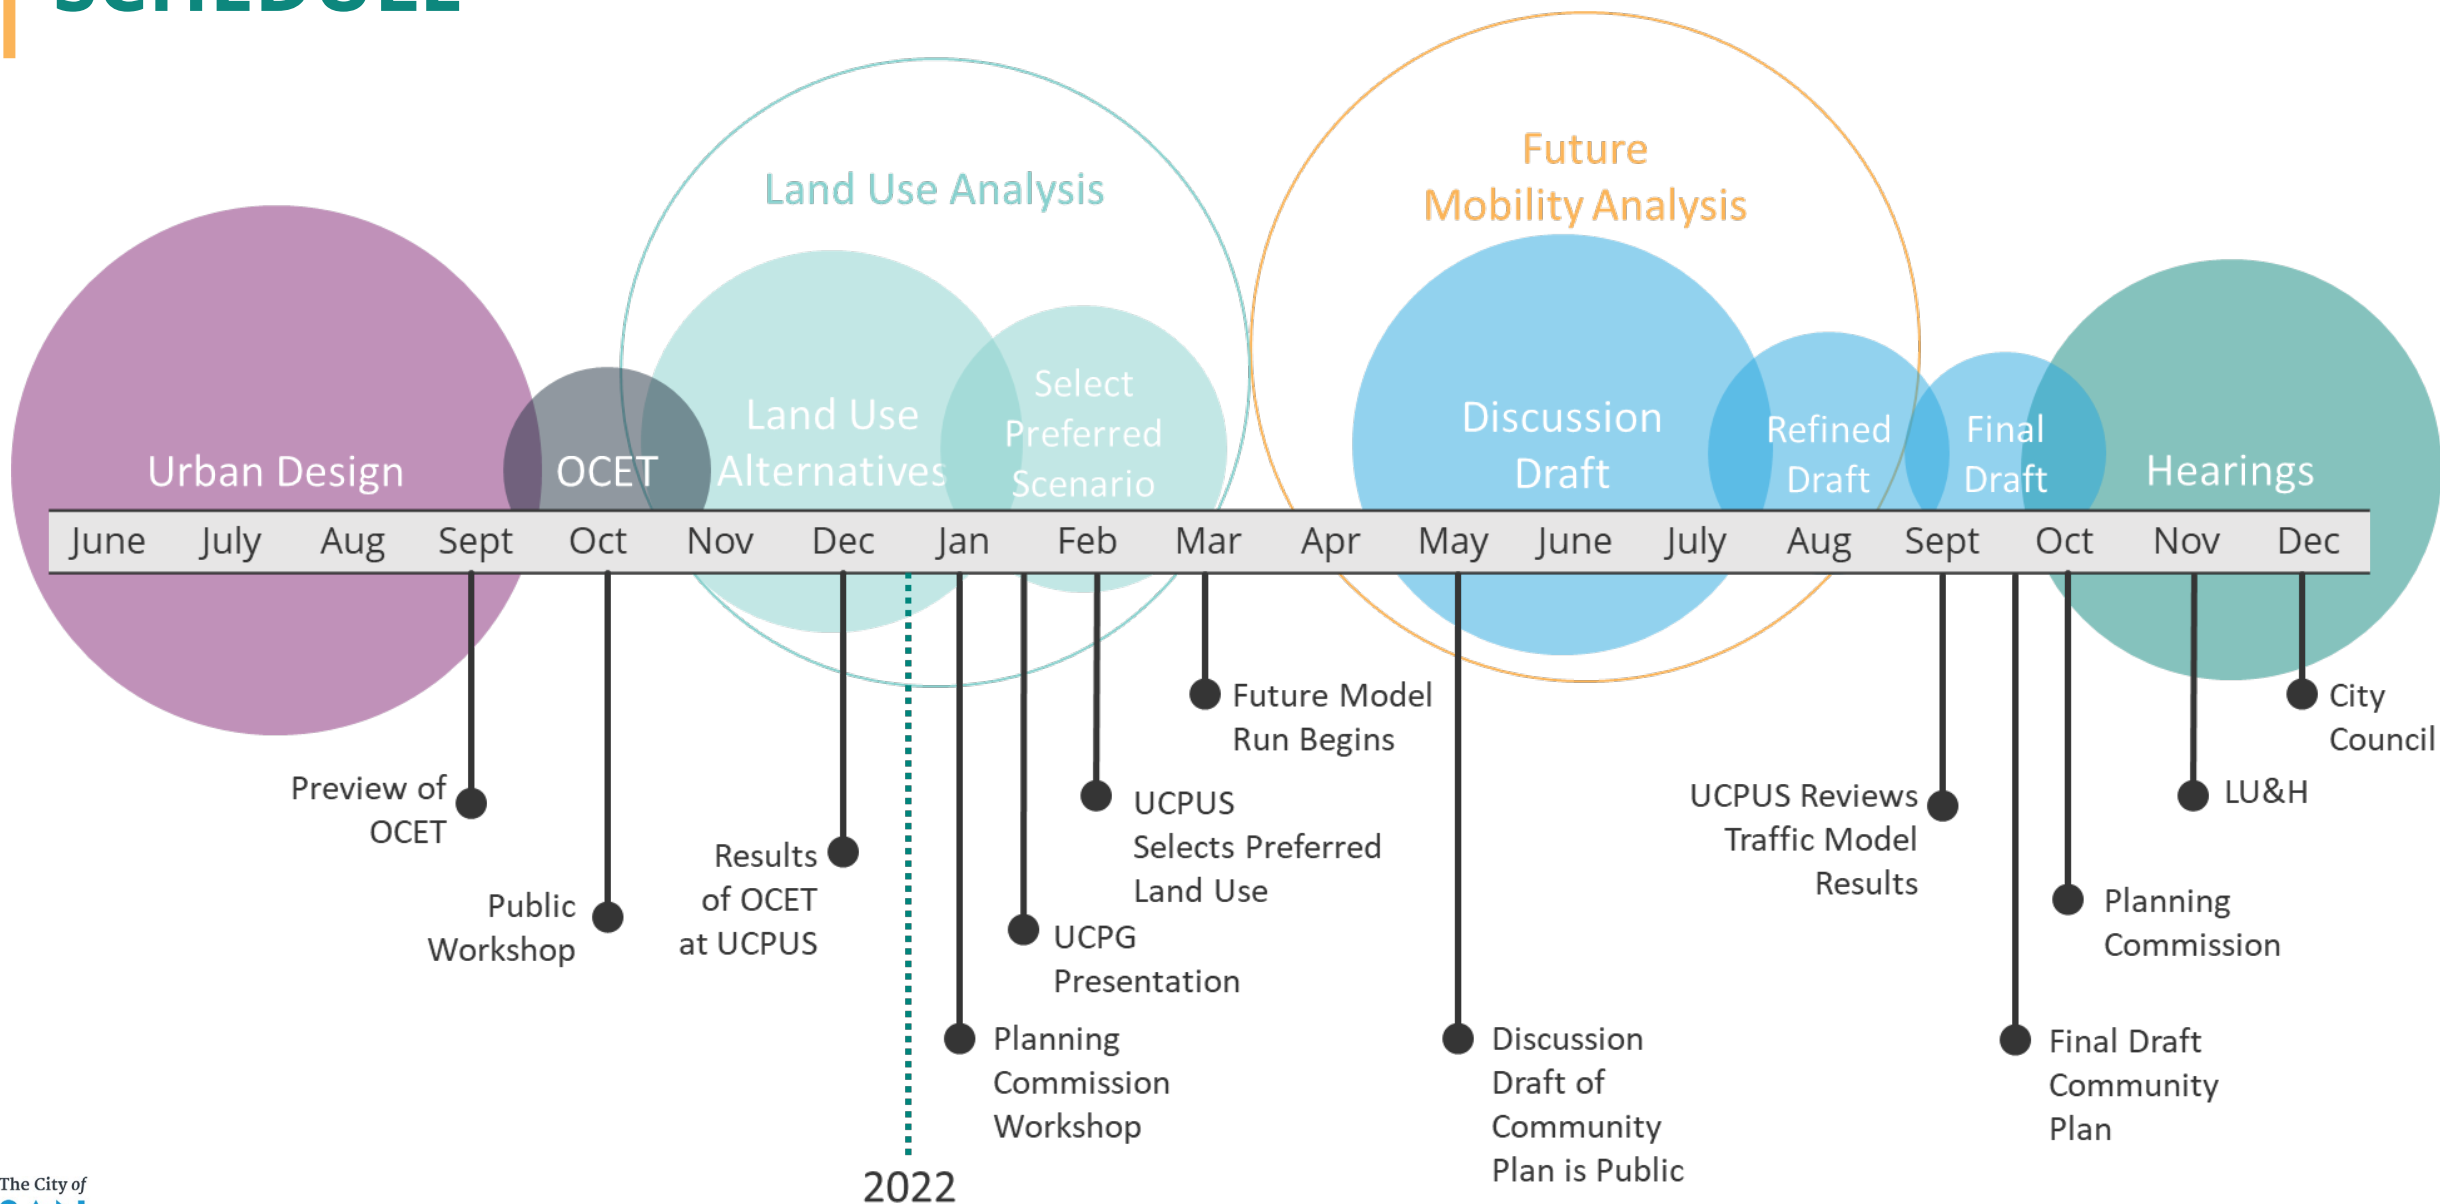 SCHEDULE
Future
Mobility Analysis
Land Use Analysis
Urban Design
OCET
Land Use
Alternatives
Select
Preferred
Scenario
Discussion
Draft
Refined
Draft
Final
Draft
Hearings
June July Aug Sept Oct Nov Dec Jan Feb Mar Apr May June July Aug Sept Oct Nov Dec
Preview of
OCET
Public
Workshop
Results
of OCET
at UCPUS
2022
Planning
Commission
Workshop
UCPG
Presentation
UCPUS
Selects Preferred
Land Use
Future Model
Run Begins
Discussion
Draft of
Community
Plan is Public
UCPUS Reviews
Traffic Model
Results
Final Draft
Community
Plan
Planning
Commission
LU&H
City
Council
The City of